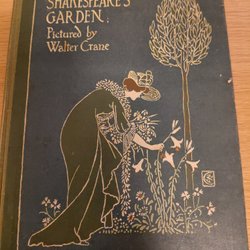 SHAKESPEARE'S
GARDEN.
Pictured by
Walter Crane